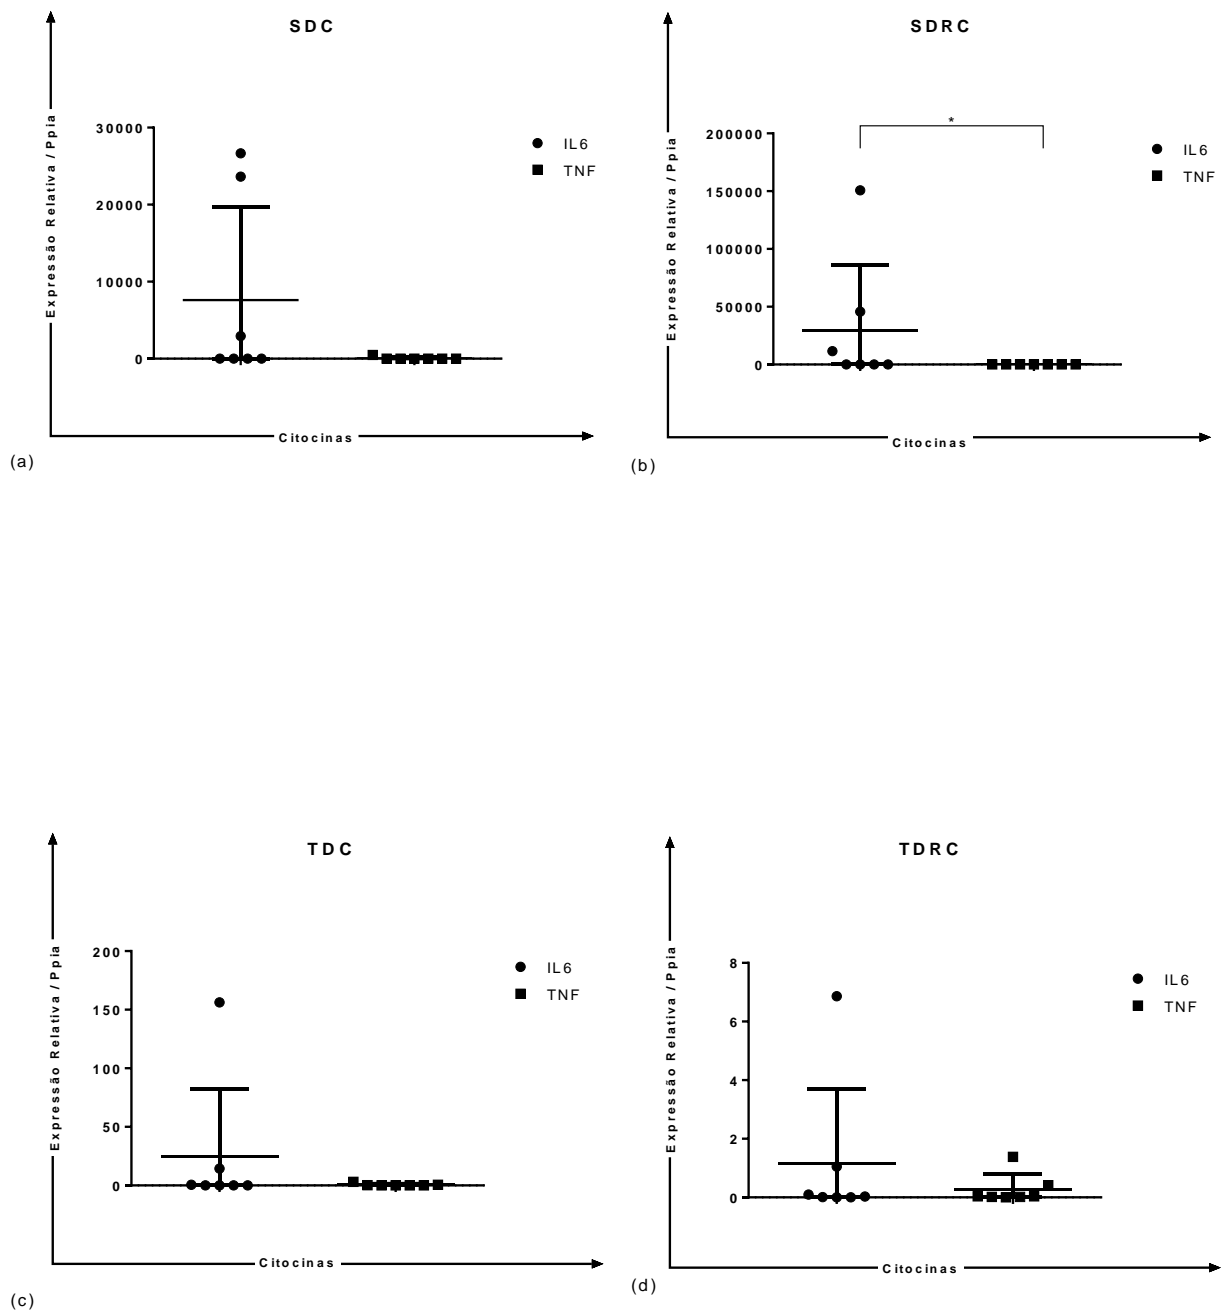 SDC
Expressão Relativa / Ppia
30000
20000
10000
0
IL6
TNF
Citocinas
(a)
SDRC
Expressão Relativa / Ppia
*
200000
150000
100000
50000
0
IL6
TNF
Citocinas
(b)
TDC
Expressão Relativa / Ppia
200
150
100
50
0
IL6
TNF
Citocinas
(c)
TDRC
Expressão Relativa / Ppia
8
6
4
2
0
IL6
TNF
Citocinas
(d)